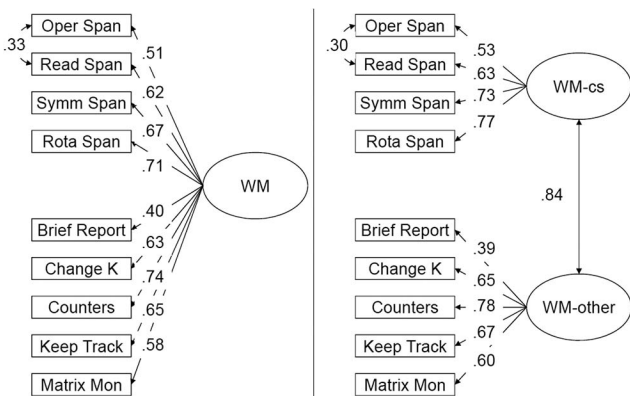 Oper Span
.33
.51
Read Span
.62
Symm Span
.67
Rota Span
.71
WM
Brief Report
.40
Change K
.63
Counters
.74
Keep Track
.65
Matrix Mon
.58
Oper Span
.30
.53
Read Span
.63
Symm Span
.73
Rota Span
.77
WM-cs
.84
Brief Report
.39
Change K
.65
Counters
.78
Keep Track
.67
Matrix Mon
.60
WM-other